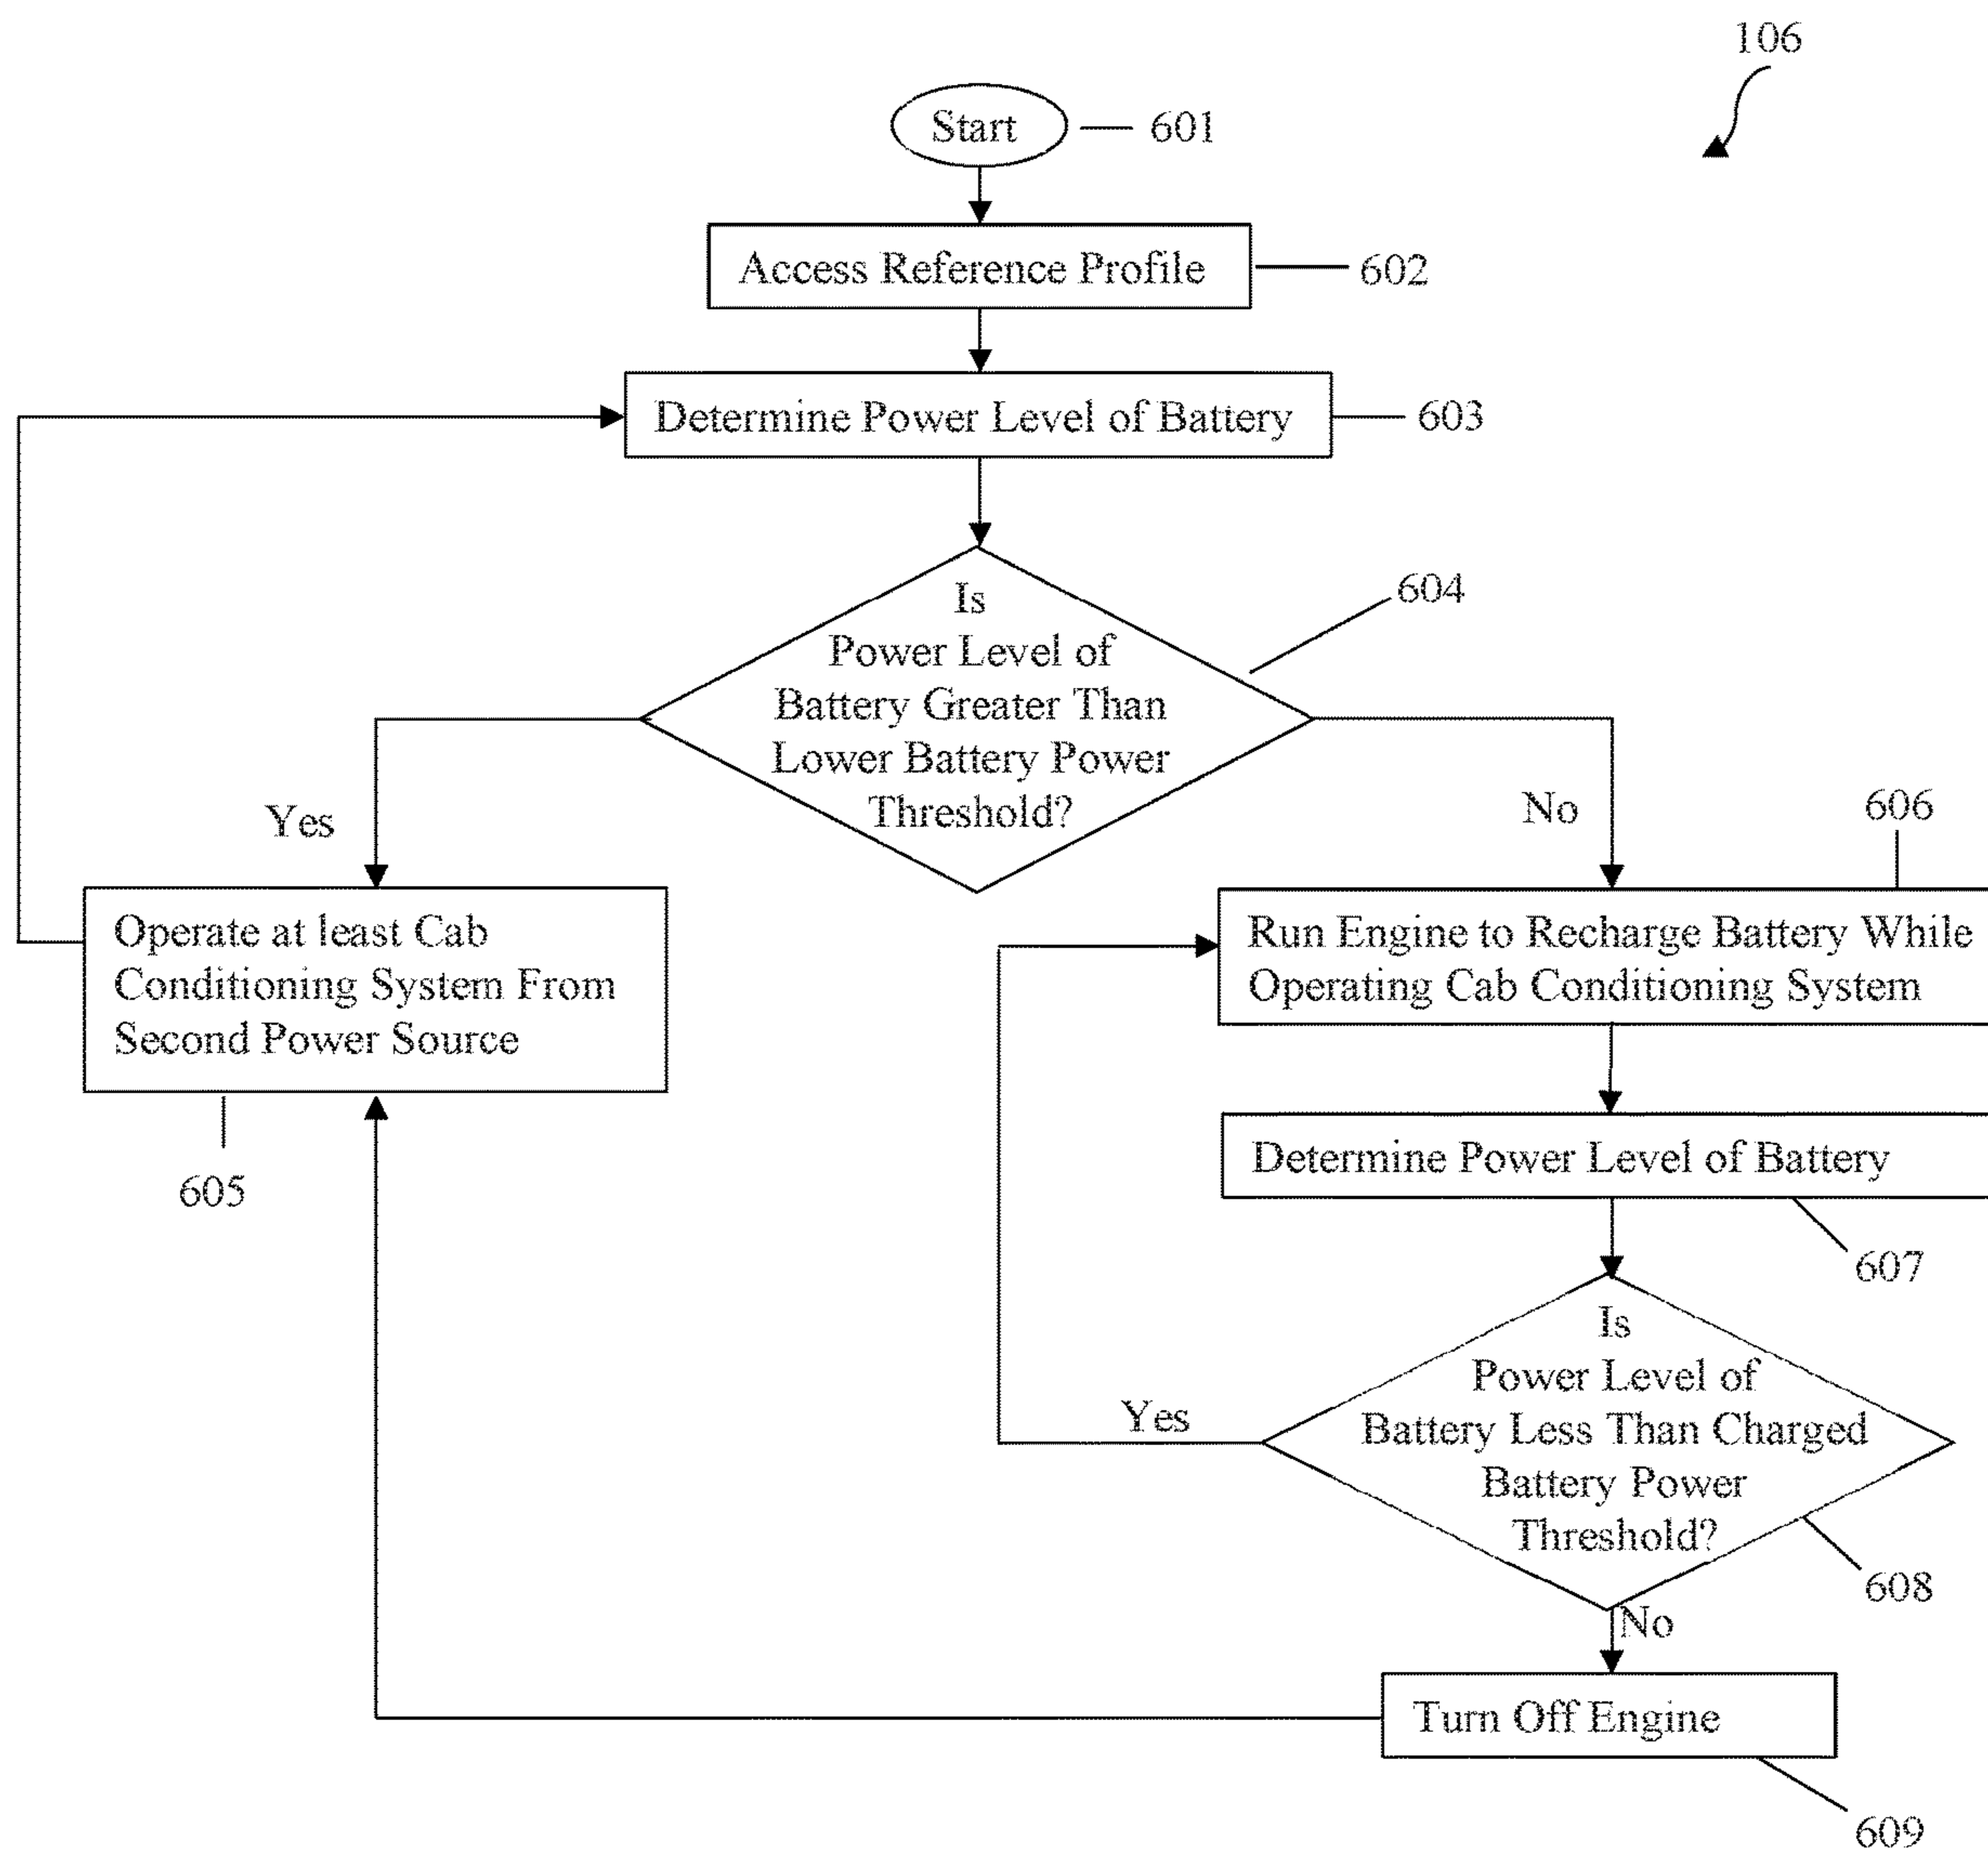 106
Start
601
Access Reference Profile
602
Determine Power Level of Battery
603
604
Is
Power Level of
Battery Greater Than
Lower Battery Power
Threshold?
Yes
No
606
Operate at least Cab
Conditioning System From
Second Power Source
605
Run Engine to Recharge Battery While
Operating Cab Conditioning System
Determine Power Level of Battery
607
Is
Power Level of
Battery Less Than Charged
Battery Power
Threshold?
Yes
608
No
Turn Off Engine
609